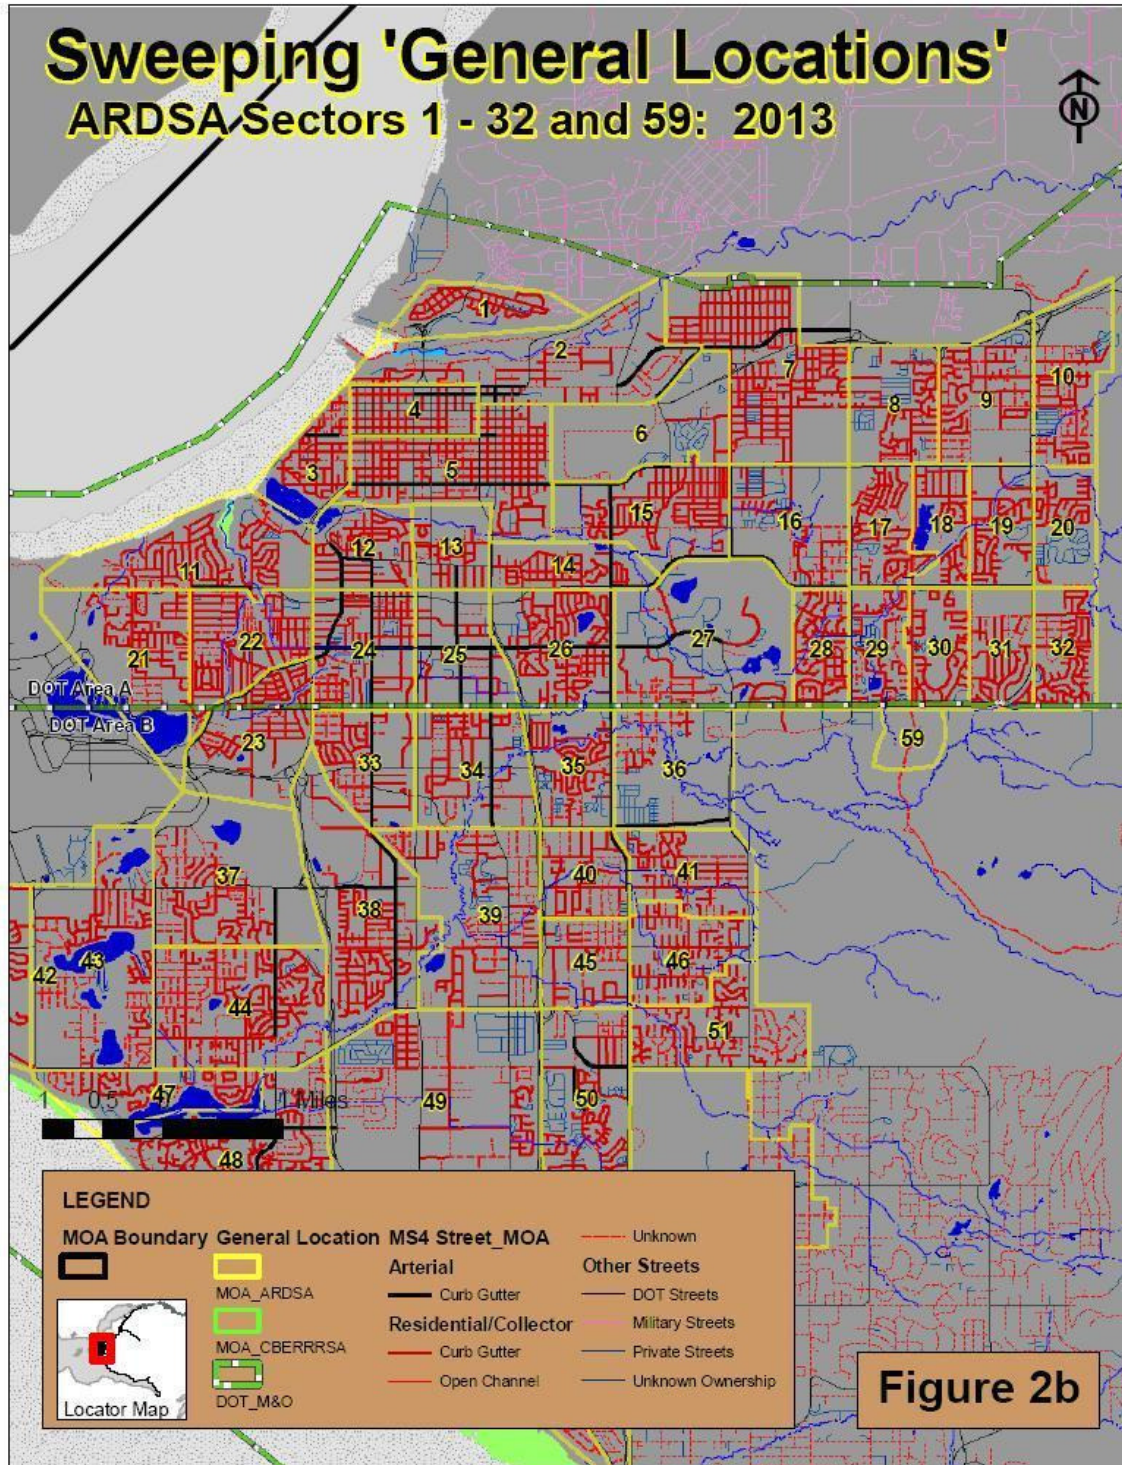 Sweeping 'General Locations'
ARDSA Sectors 1 - 32 and 59: 2013
N
1
2
3
4
5
6
7
8
9
10
11
12
13
14
15
16
17
18
19
20
21
22
23
24
25
26
27
28
29
30
31
32
DOT Area A
DOT Area B
33
34
35
36
59
37
38
39
40
41
42
43
44
45
46
47
48
49
50
51
1 0.5 1 Miles
LEGEND
MOA Boundary
General Location
MOA_ARDSA
MOA_CBERRRSA
DOT_M&O
Locator Map
MS4 Street_MOA
Arterial
Curb Gutter
Residential/Collector
Curb Gutter
Open Channel
Unknown
Other Streets
DOT Streets
Military Streets
Private Streets
Unknown Ownership
Figure 2b